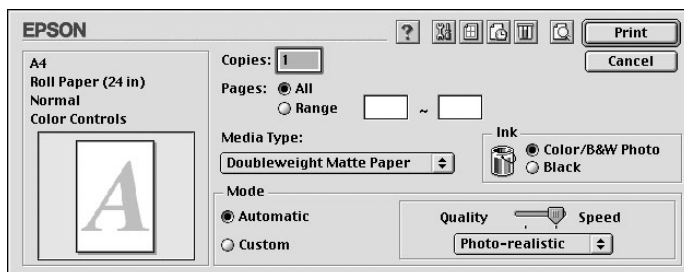 EPSON
?
Print
Cancel
A4
Roll Paper (24 in)
Normal
Color Controls
A
Copies: 1
Pages: All
Range ~
Media Type:
Doubleweight Matte Paper
Ink
Color/B&W Photo
Black
Mode
Automatic
Custom
Quality Speed
Photo-realistic